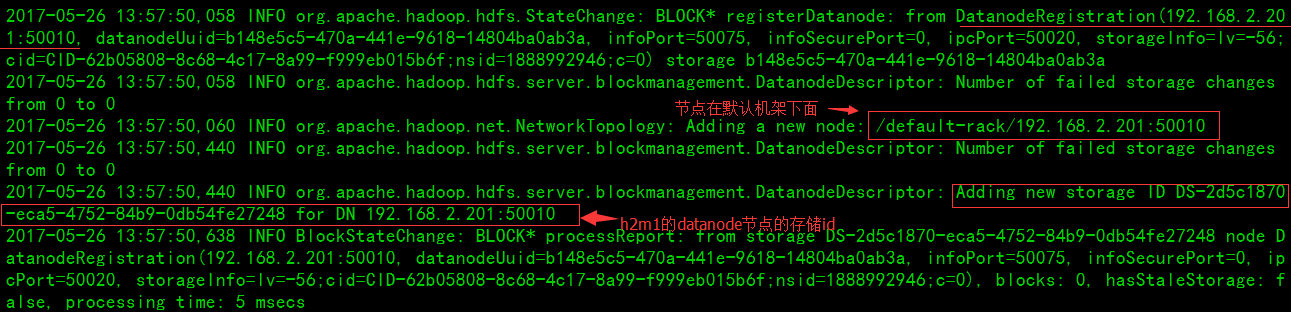 2017-05-26 13:57:50,058 INFO org.apache.hadoop.hdfs.StateChange: BLOCK* registerDatanode: from DatanodeRegistration(192.168.2.20
1:50010, datanodeUuid=b148e5c5-470a-441e-9618-14804ba0ab3a, infoPort=50075, infoSecurePort=0, ipcPort=50020, storageInfo=lv=-56;
cid=CID-62b05808-8c68-4c17-8a99-f999eb015b6f;nsid=1888992946;c=0) storage b148e5c5-470a-441e-9618-14804ba0ab3a
2017-05-26 13:57:50,058 INFO org.apache.hadoop.hdfs.server.blockmanagement.DatanodeDescriptor: Number of failed storage changes
from 0 to 0
节点在默认机架下面
2017-05-26 13:57:50,060 INFO org.apache.hadoop.net.NetworkTopology: Adding a new node: /default-rack/192.168.2.201:50010
2017-05-26 13:57:50,440 INFO org.apache.hadoop.hdfs.server.blockmanagement.DatanodeDescriptor: Number of failed storage changes
from 0 to 0
2017-05-26 13:57:50,440 INFO org.apache.hadoop.hdfs.server.blockmanagement.DatanodeDescriptor: Adding new storage ID DS-2d5c1870
-eca5-4752-84b9-0db54fe27248 for DN 192.168.2.201:50010
h2m1的datanode节点的存储id
2017-05-26 13:57:50,638 INFO BlockStateChange: BLOCK* processReport: from storage DS-2d5c1870-eca5-4752-84b9-0db54fe27248 node D
atanodeRegistration(192.168.2.201:50010, datanodeUuid=b148e5c5-470a-441e-9618-14804ba0ab3a, infoPort=50075, infoSecurePort=0, ip
cPort=50020, storageInfo=lv=-56;cid=CID-62b05808-8c68-4c17-8a99-f999eb015b6f;nsid=1888992946;c=0), blocks: 0, hasStaleStorage: f
alse, processing time: 5 msecs